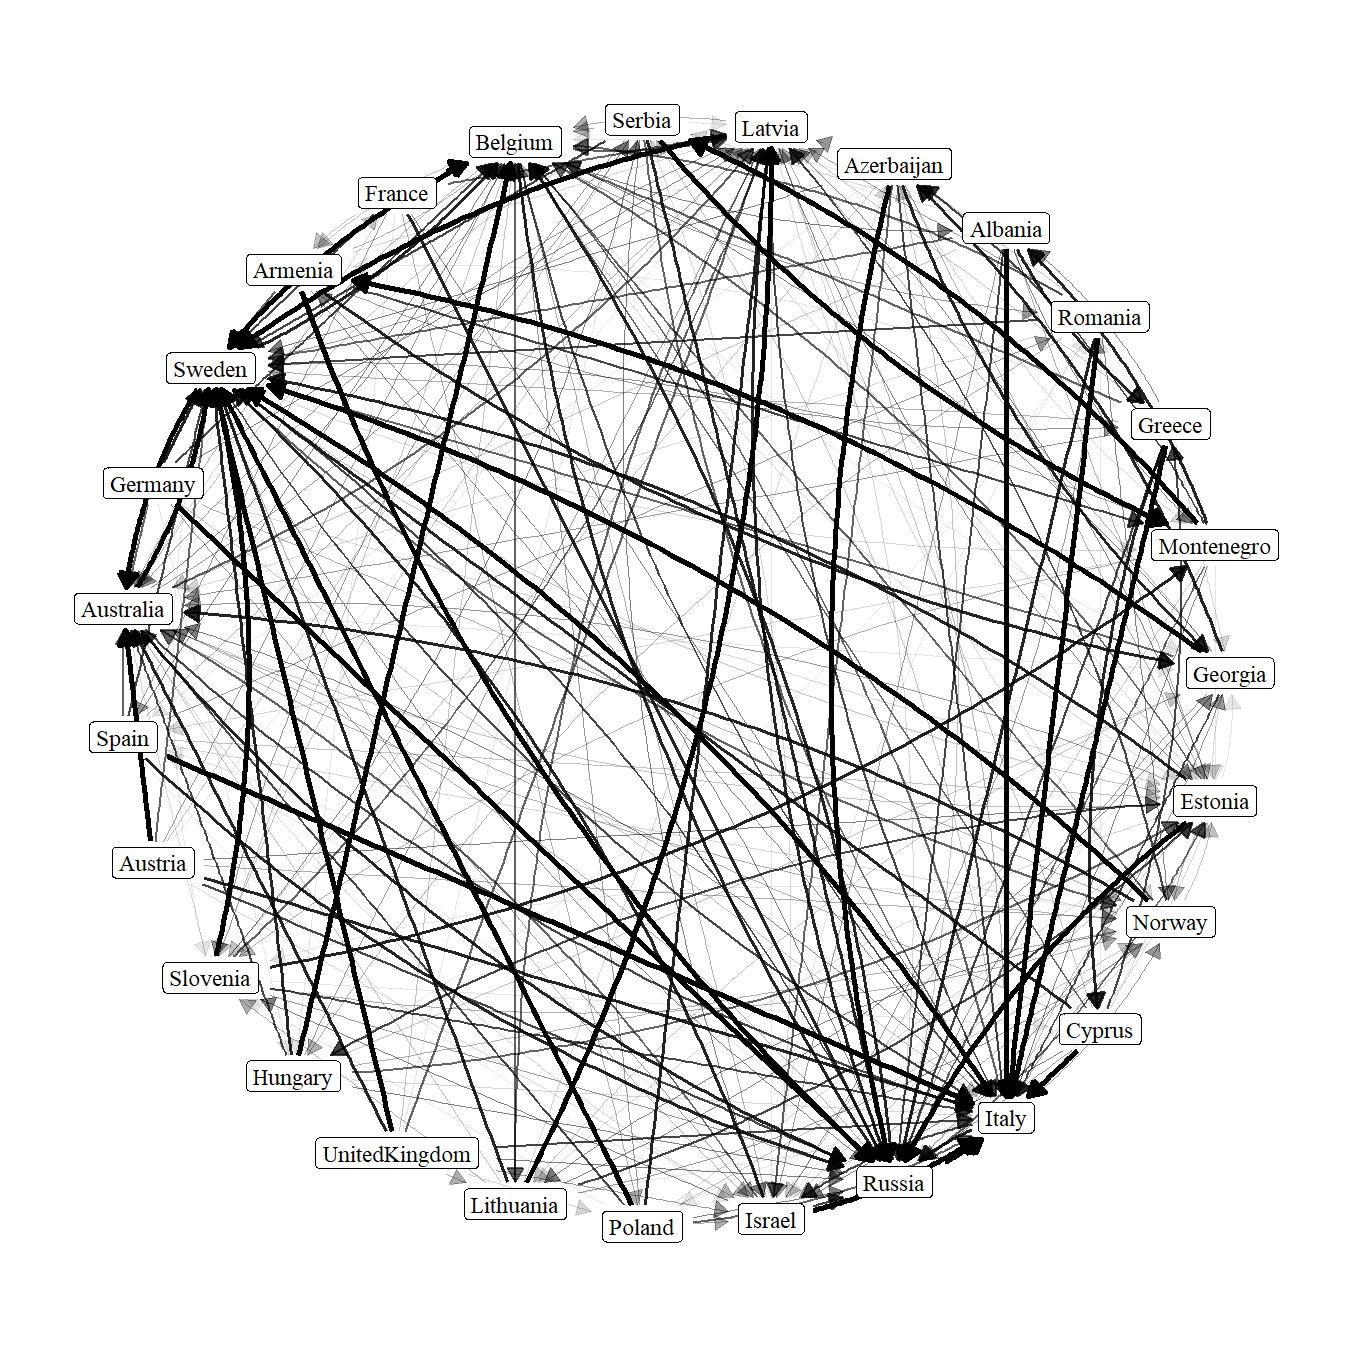 Serbia
Latvia
Belgium
Azerbaijan
France
Albania
Armenia
Romania
Sweden
Greece
Germany
Montenegro
Australia
Georgia
Spain
Estonia
Austria
Norway
Slovenia
Cyprus
Hungary
Italy
UnitedKingdom
Russia
Lithuania
Israel
Poland